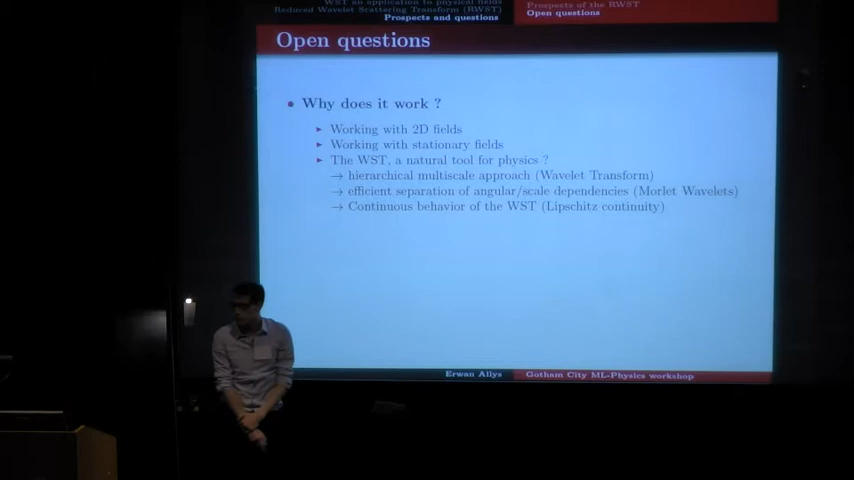 WST an application to physical fields
Reduced Wavelet Scattering Transform (RWST)
Prospects and questions
Prospects of the RWST
Open questions
Open questions
• Why does it work ?
▸ Working with 2D fields
▸ Working with stationary fields
▸ The WST, a natural tool for physics ?
→ hierarchical multiscale approach (Wavelet Transform)
→ efficient separation of angular/scale dependencies (Morlet Wavelets)
→ Continuous behavior of the WST (Lipschitz continuity)
Erwan Allys
Gotham City ML-Physics workshop